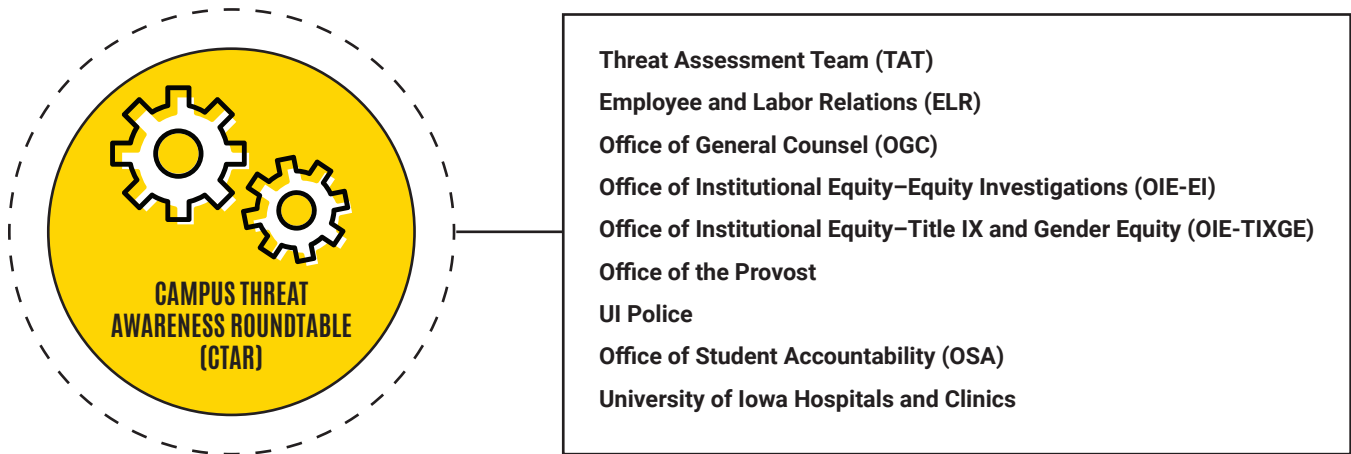 CAMPUS THREAT
AWARENESS ROUNDTABLE
(CTAR)
Threat Assessment Team (TAT)
Employee and Labor Relations (ELR)
Office of General Counsel (OGC)
Office of Institutional Equity–Equity Investigations (OIE-EI)
Office of Institutional Equity–Title IX and Gender Equity (OIE-TIXGE)
Office of the Provost
UI Police
Office of Student Accountability (OSA)
University of Iowa Hospitals and Clinics